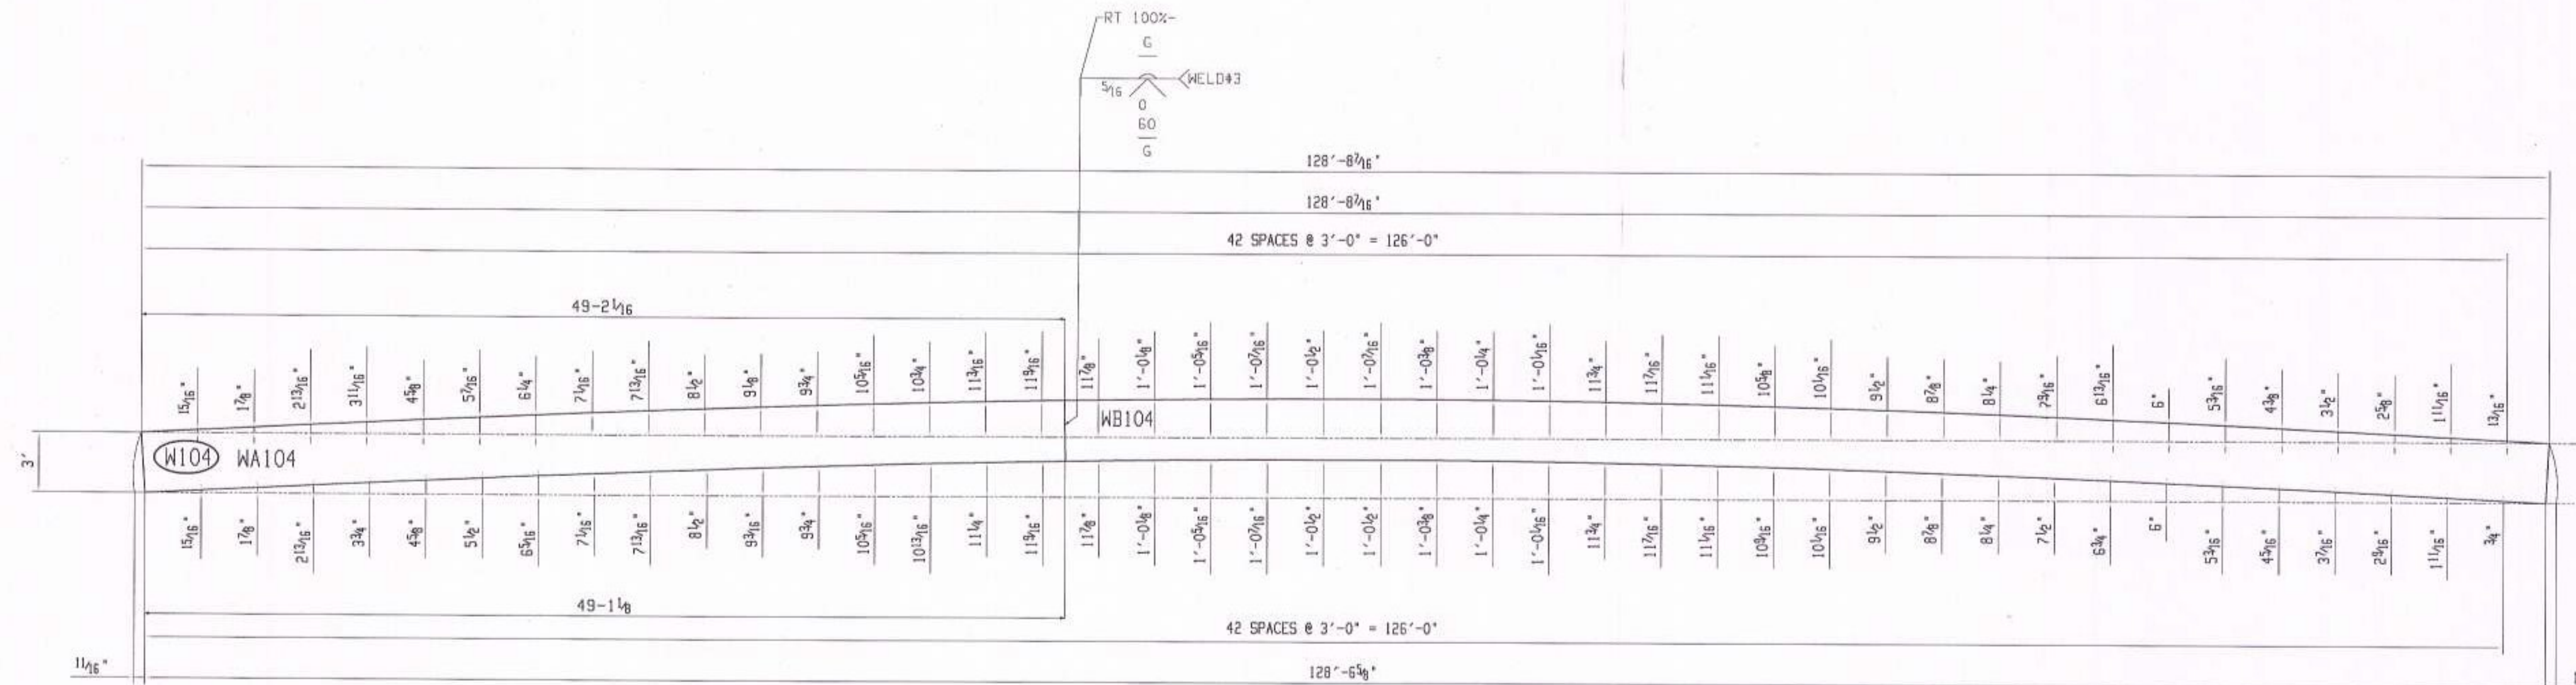 RT 100%-
G
5/16
WELD#3
0
60
G
128'-8 7/16"
128'-8 7/16"
42 SPACES @ 3'-0" = 126'-0"
49-2 1/16
15/16" 1 7/8" 2 13/16" 3 11/16" 4 5/8" 5 7/16" 6 1/4" 7 1/16" 7 13/16" 8 1/2" 9 1/8" 9 3/4" 10 5/16" 10 3/4" 11 3/16" 11 9/16" 11 7/8" 1'-0 1/8" 1'-0 5/16" 1'-0 7/16" 1'-0 1/2" 1'-0 7/16" 1'-0 3/8" 1'-0 1/4" 1'-0 1/16" 11 3/4" 11 7/16" 11 1/16" 10 5/8" 10 1/16" 9 1/2" 8 7/8" 8 1/4" 7 9/16" 6 13/16" 6" 5 3/16" 4 3/8" 3 1/2" 2 5/8" 1 11/16" 13/16"
WB104
3'
W104 WA104
15/16" 1 7/8" 2 13/16" 3 3/4" 4 5/8" 5 1/2" 6 5/16" 7 1/16" 7 13/16" 8 1/2" 9 3/16" 9 3/4" 10 5/16" 10 13/16" 11 1/4" 11 9/16" 11 7/8" 1'-0 1/8" 1'-0 5/16" 1'-0 7/16" 1'-0 1/2" 1'-0 1/2" 1'-0 3/8" 1'-0 1/4" 1'-0 1/16" 11 3/4" 11 7/16" 11 1/16" 10 9/16" 10 1/16" 9 1/2" 8 7/8" 8 1/4" 7 1/2" 6 3/4" 6" 5 3/16" 4 5/16" 3 7/16" 2 9/16" 1 11/16" 3/4"
49-1 1/8
42 SPACES @ 3'-0" = 126'-0"
11/16"
128'-6 5/8"